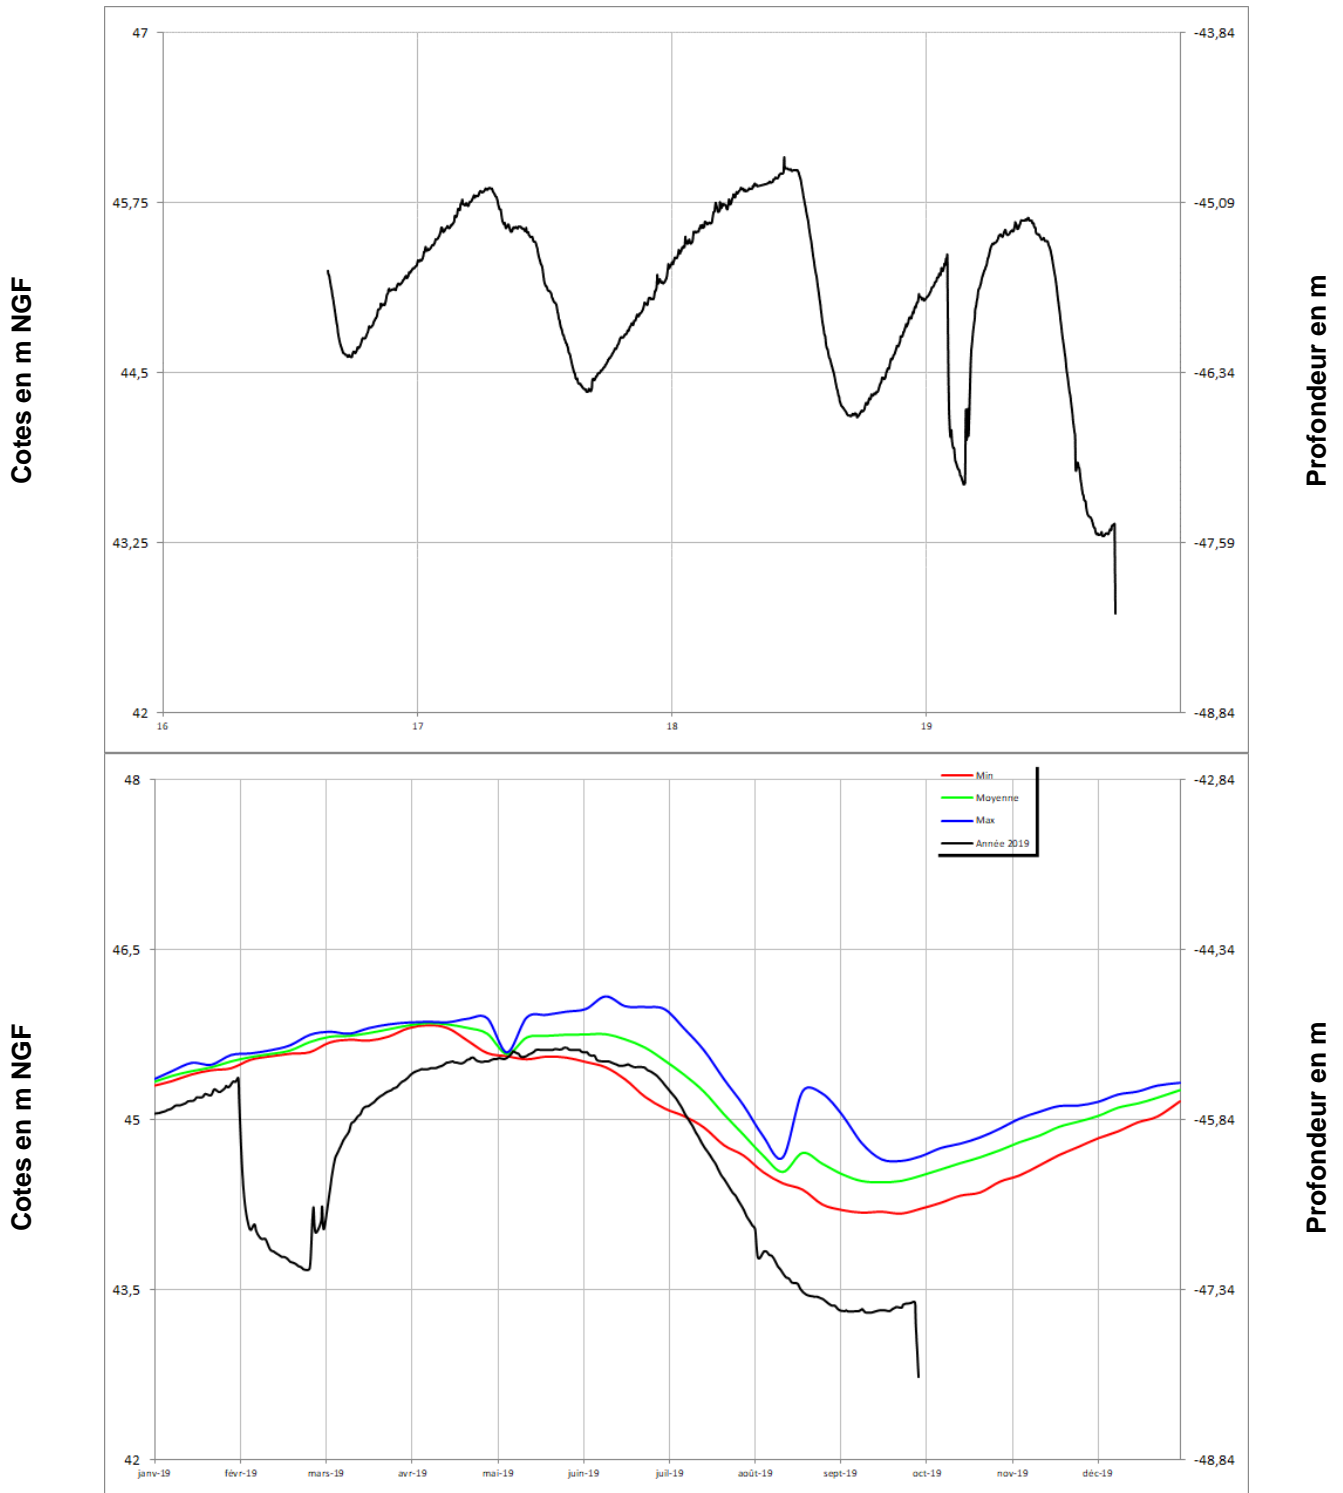 Cotes en m NGF
Profondeur en m
47
-43,84
45,75
-45,09
44,5
-46,34
43,25
-47,59
42
-48,84
16
17
18
19
Cotes en m NGF
Profondeur en m
48
-42,84
Min
Moyenne
Max
Année 2019
46,5
-44,34
45
-45,84
43,5
-47,34
42
-48,84
janv-19
févr-19
mars-19
avr-19
mai-19
juin-19
juil-19
août-19
sept-19
oct-19
nov-19
déc-19